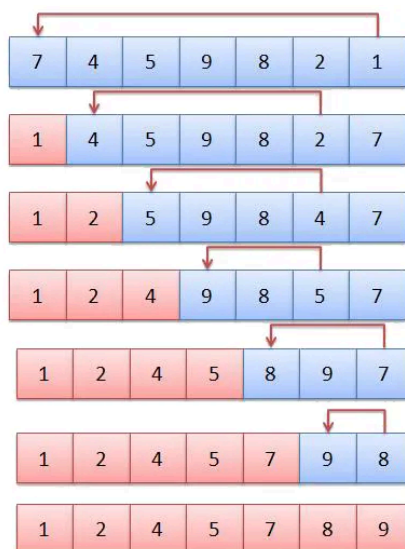 7 4 5 9 8 2 1
1 4 5 9 8 2 7
1 2 5 9 8 4 7
1 2 4 9 8 5 7
1 2 4 5 8 9 7
1 2 4 5 7 9 8
1 2 4 5 7 8 9